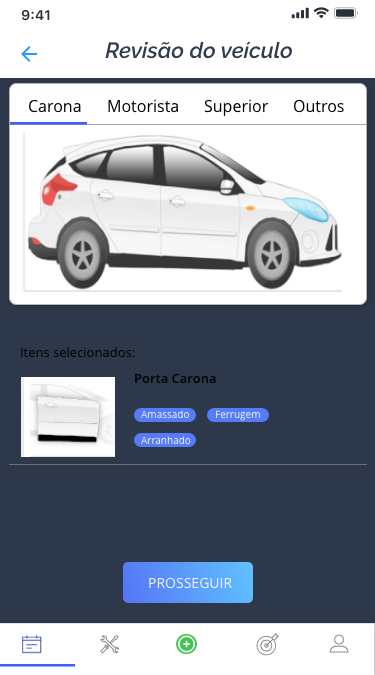 9:41
Revisão do veículo
Carona Motorista Superior Outros
Itens selecionados:
Porta Carona
Amassado Ferrugem
Arranhado
PROSSEGUIR